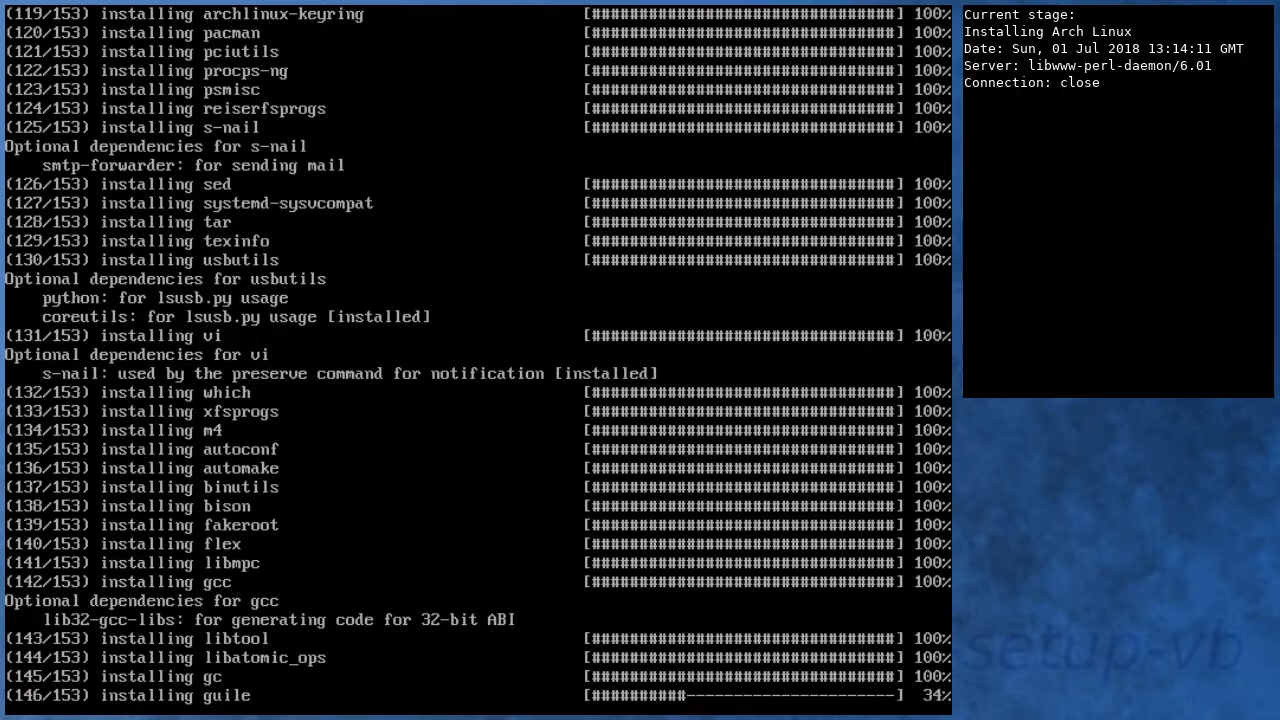 (119/153) installing archlinux-keyring [################################] 100%
(120/153) installing pacman [################################] 100%
(121/153) installing pciutils [################################] 100%
(122/153) installing procps-ng [################################] 100%
(123/153) installing psmisc [################################] 100%
(124/153) installing reiserfsprogs [################################] 100%
(125/153) installing s-nail [################################] 100%
Optional dependencies for s-nail
smtp-forwarder: for sending mail
(126/153) installing sed [################################] 100%
(127/153) installing systemd-sysvcompat [################################] 100%
(128/153) installing tar [################################] 100%
(129/153) installing texinfo [################################] 100%
(130/153) installing usbutils [################################] 100%
Optional dependencies for usbutils
python: for lsusb.py usage
coreutils: for lsusb.py usage [installed]
(131/153) installing vi [################################] 100%
Optional dependencies for vi
s-nail: used by the preserve command for notification [installed]
(132/153) installing which [################################] 100%
(133/153) installing xfsprogs [################################] 100%
(134/153) installing m4 [################################] 100%
(135/153) installing autoconf [################################] 100%
(136/153) installing automake [################################] 100%
(137/153) installing binutils [################################] 100%
(138/153) installing bison [################################] 100%
(139/153) installing fakeroot [################################] 100%
(140/153) installing flex [################################] 100%
(141/153) installing libmpc [################################] 100%
(142/153) installing gcc [################################] 100%
Optional dependencies for gcc
lib32-gcc-libs: for generating code for 32-bit ABI
(143/153) installing libtool [################################] 100%
(144/153) installing libatomic_ops [################################] 100%
(145/153) installing gc [################################] 100%
(146/153) installing guile [##########----------------------] 34%
Current stage:
Installing Arch Linux
Date: Sun, 01 Jul 2018 13:14:11 GMT
Server: libwww-perl-daemon/6.01
Connection: close
setup-vb